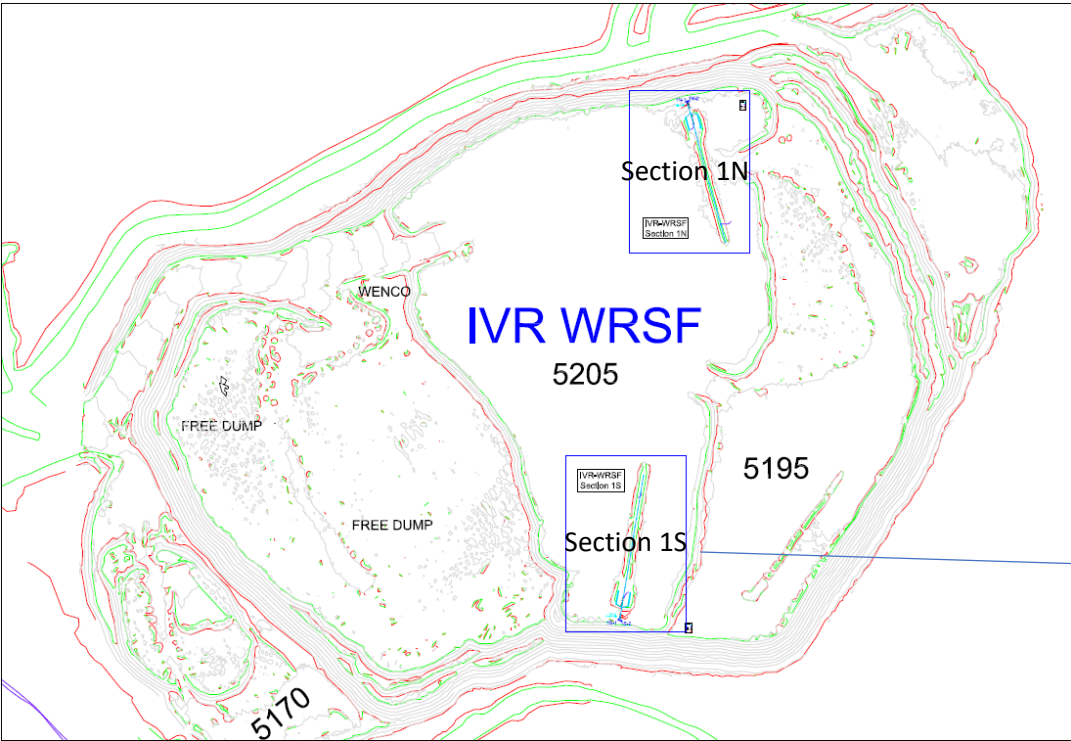 Section 1N
IVR-WRSF
Section 1N
WENCO
IVR WRSF
5205
FREE DUMP
5195
IVR-WRSF
Section 1S
FREE DUMP
Section 1S
5170